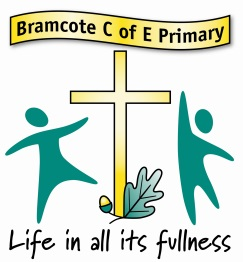 Bramcote C of E Primary
Life in all its fullness